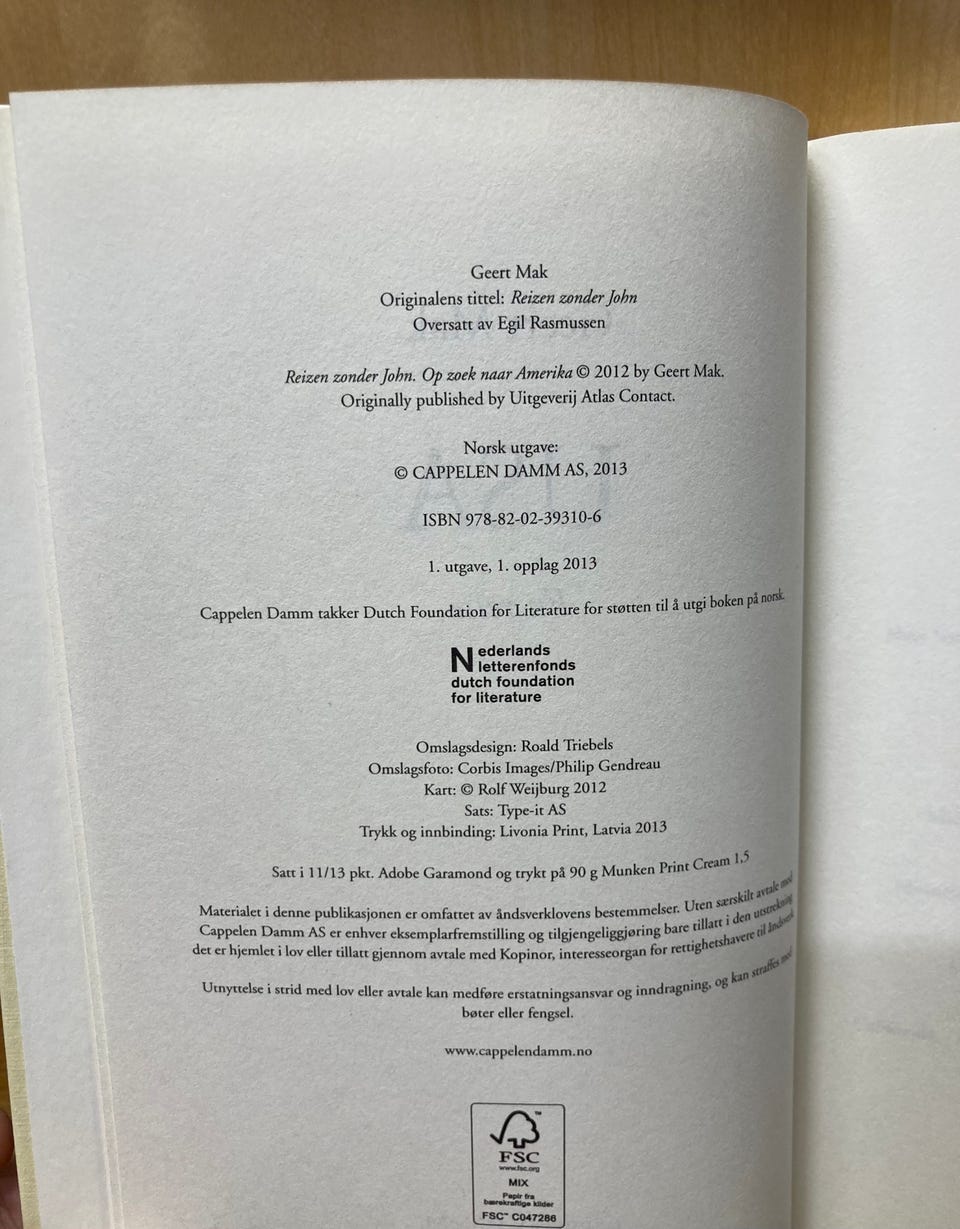 Geert Mak
Originalens tittel: Reizen zonder John
Oversatt av Egil Rasmussen
Reizen zonder John. Op zoek naar Amerika © 2012 by Geert Mak.
Originally published by Uitgeverij Atlas Contact.
Norsk utgave:
© CAPPELEN DAMM AS, 2013
ISBN 978-82-02-39310-6
1. utgave, 1. opplag 2013
Cappelen Damm takker Dutch Foundation for Literature for støtten til å utgi boken på norsk.
Nederlands
letterenfonds
dutch foundation
for literature
Omslagsdesign: Roald Triebels
Omslagsfoto: Corbis Images/Philip Gendreau
Kart: © Rolf Weijburg 2012
Sats: Type-it AS
Trykk og innbinding: Livonia Print, Latvia 2013
Satt i 11/13 pkt. Adobe Garamond og trykt på 90 g Munken Print Cream 1,5
Materialet i denne publikasjonen er omfattet av åndsverklovens bestemmelser. Uten særskilt avtale med
Cappelen Damm AS er enhver eksemplarfremstilling og tilgjengeliggjøring bare tillatt i den utstrekning
det er hjemlet i lov eller tillatt gjennom avtale med Kopinor, interesseorgan for rettighetshavere til åndsverk
Utnyttelse i strid med lov eller avtale kan medføre erstatningsansvar og inndragning, og kan straffes med
bøter eller fengsel.
www.cappelendamm.no
FSC
www.fsc.org
MIX
Papir fra
bærekraftige kilder
FSC™ C047286